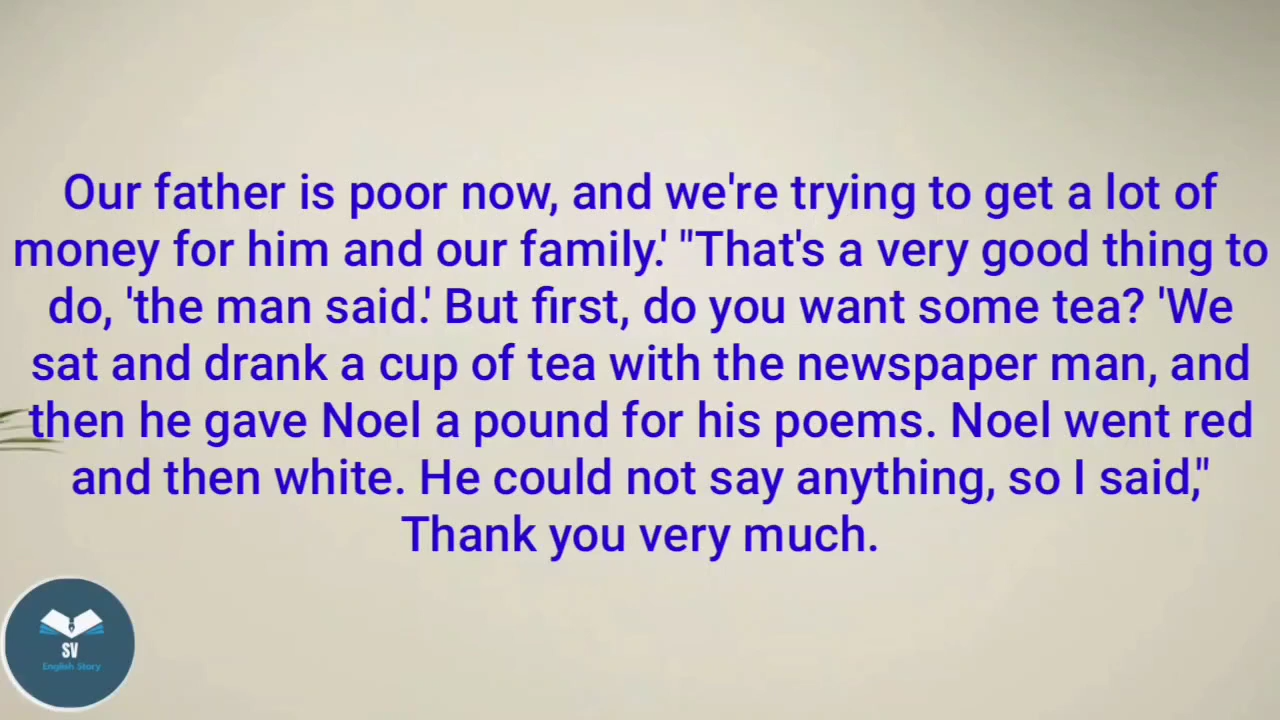 Our father is poor now, and we're trying to get a lot of
money for him and our family.' "That's a very good thing to
do, 'the man said.' But first, do you want some tea? 'We
sat and drank a cup of tea with the newspaper man, and
then he gave Noel a pound for his poems. Noel went red
and then white. He could not say anything, so I said,"
Thank you very much.
SV
English Story